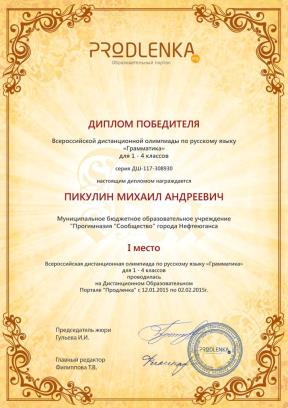 PRODLENKA
Образовательный портал
ДИПЛОМ ПОБЕДИТЕЛЯ
Всероссийской дистанционной олимпиады по русскому языку
«Грамматика»
для 1 - 4 классов
серия ДШ-117-308930
настоящим дипломом награждается
ПИКУЛИН МИХАИЛ АНДРЕЕВИЧ
Муниципальное бюджетное образовательное учреждение
"Прогимназия "Сообщество" города Нефтеюганса
I место
Всероссийская дистанционная олимпиада по русскому языку «Грамматика»
для 1 - 4 классов
проводилась
на Дистанционном Образовательном
Портале "Продленка" с 12.01.2015 по 02.02.2015г.
Председатель жюри
Гульева И.И.
Главный редактор
Филиппова Т.В.
PRODLENKA